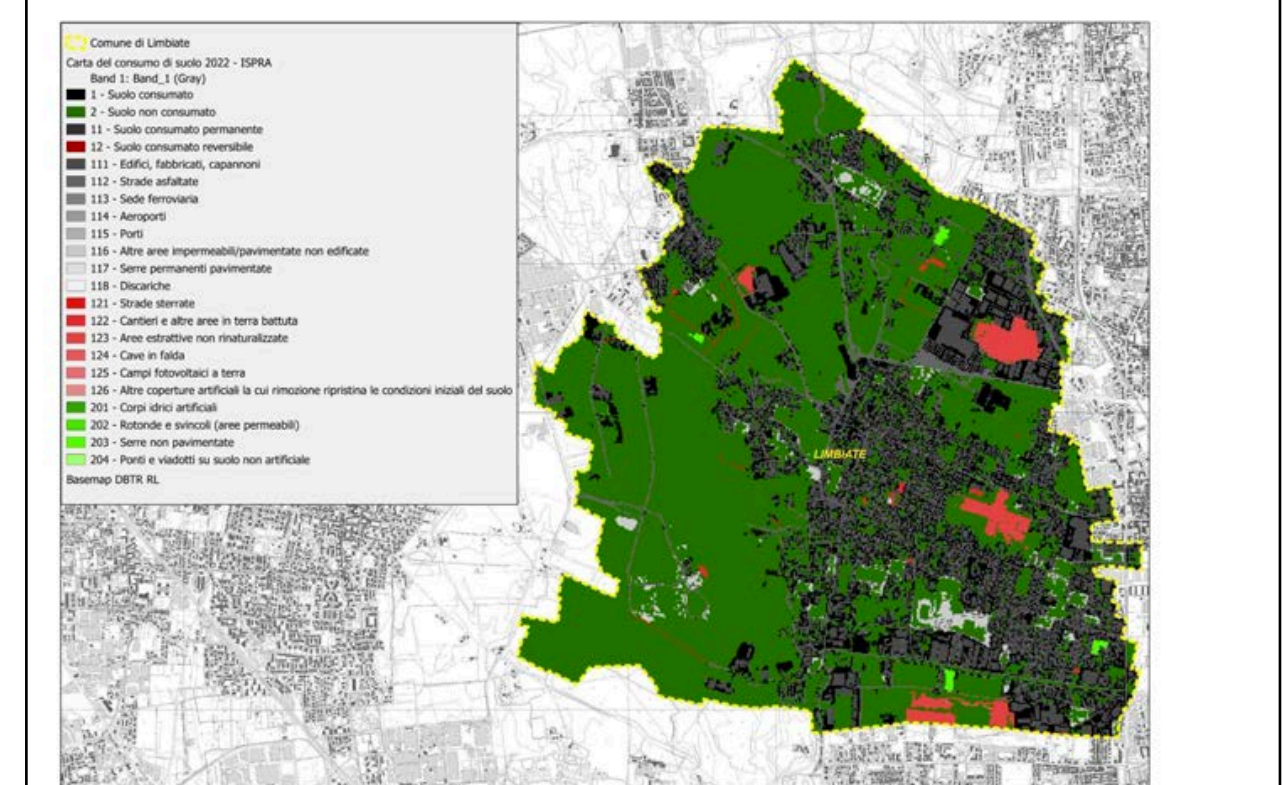 Comune di Limbiate
Carta del consumo di suolo 2022 - ISPRA
Band 1: Band_1 (Gray)
1 - Suolo consumato
2 - Suolo non consumato
11 - Suolo consumato permanente
12 - Suolo consumato reversibile
111 - Edifici, fabbricati, capannoni
112 - Strade asfaltate
113 - Sede ferroviaria
114 - Aeroporti
115 - Porti
116 - Altre aree impermeabili/pavimentate non edificate
117 - Serre permanenti pavimentate
118 - Discariche
121 - Strade sterrate
122 - Cantieri e altre aree in terra battuta
123 - Aree estrattive non rinaturalizzate
124 - Cave in falda
125 - Campi fotovoltaici a terra
126 - Altre coperture artificiali la cui rimozione ripristina le condizioni iniziali del suolo
201 - Corpi idrici artificiali
202 - Rotonde e svincoli (aree permeabili)
203 - Serre non pavimentate
204 - Ponti e viadotti su suolo non artificiale
Basemap DBTR RL
LIMBIATE